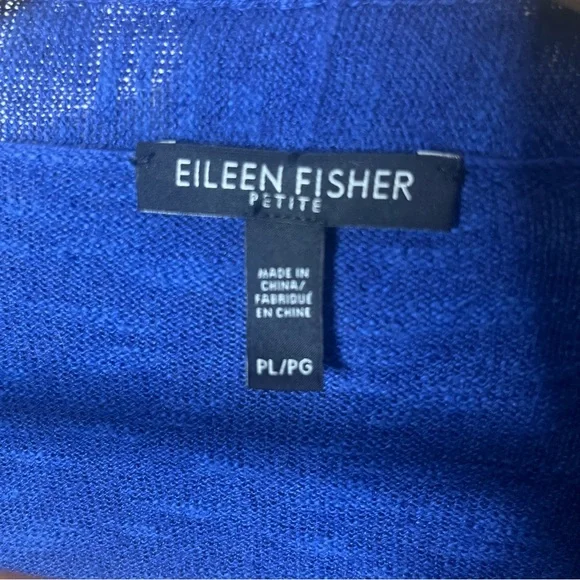 EILEEN FISHER
PETITE
MADE IN
CHINA/
FABRIQUÉ
EN CHINE
PL/PG